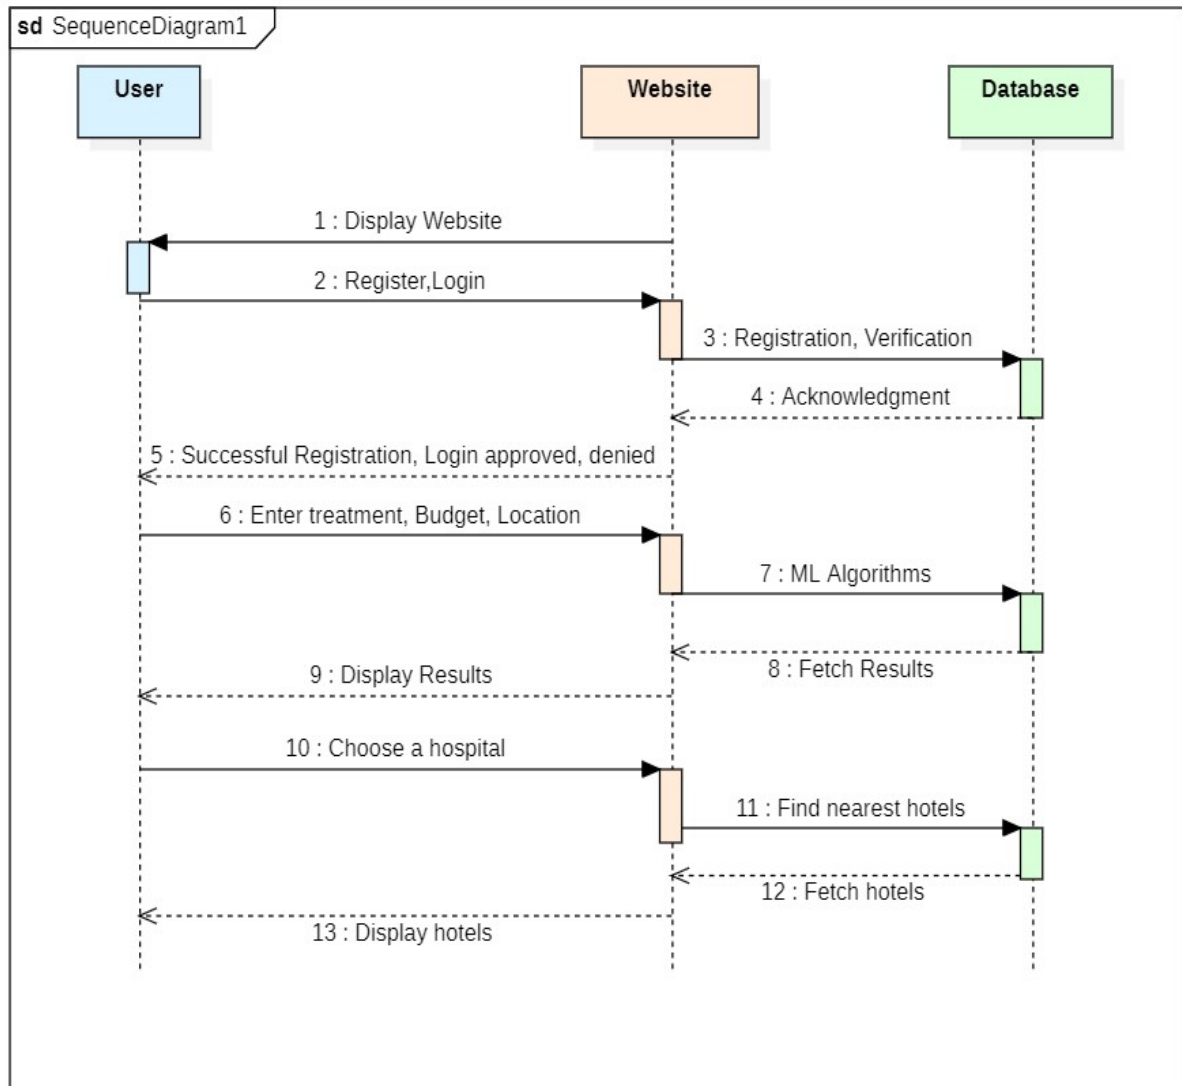 sd SequenceDiagram1
User
Website
Database
1 : Display Website
2 : Register,Login
3 : Registration, Verification
4 : Acknowledgment
5 : Successful Registration, Login approved, denied
6 : Enter treatment, Budget, Location
7 : ML Algorithms
8 : Fetch Results
9 : Display Results
10 : Choose a hospital
11 : Find nearest hotels
12 : Fetch hotels
13 : Display hotels